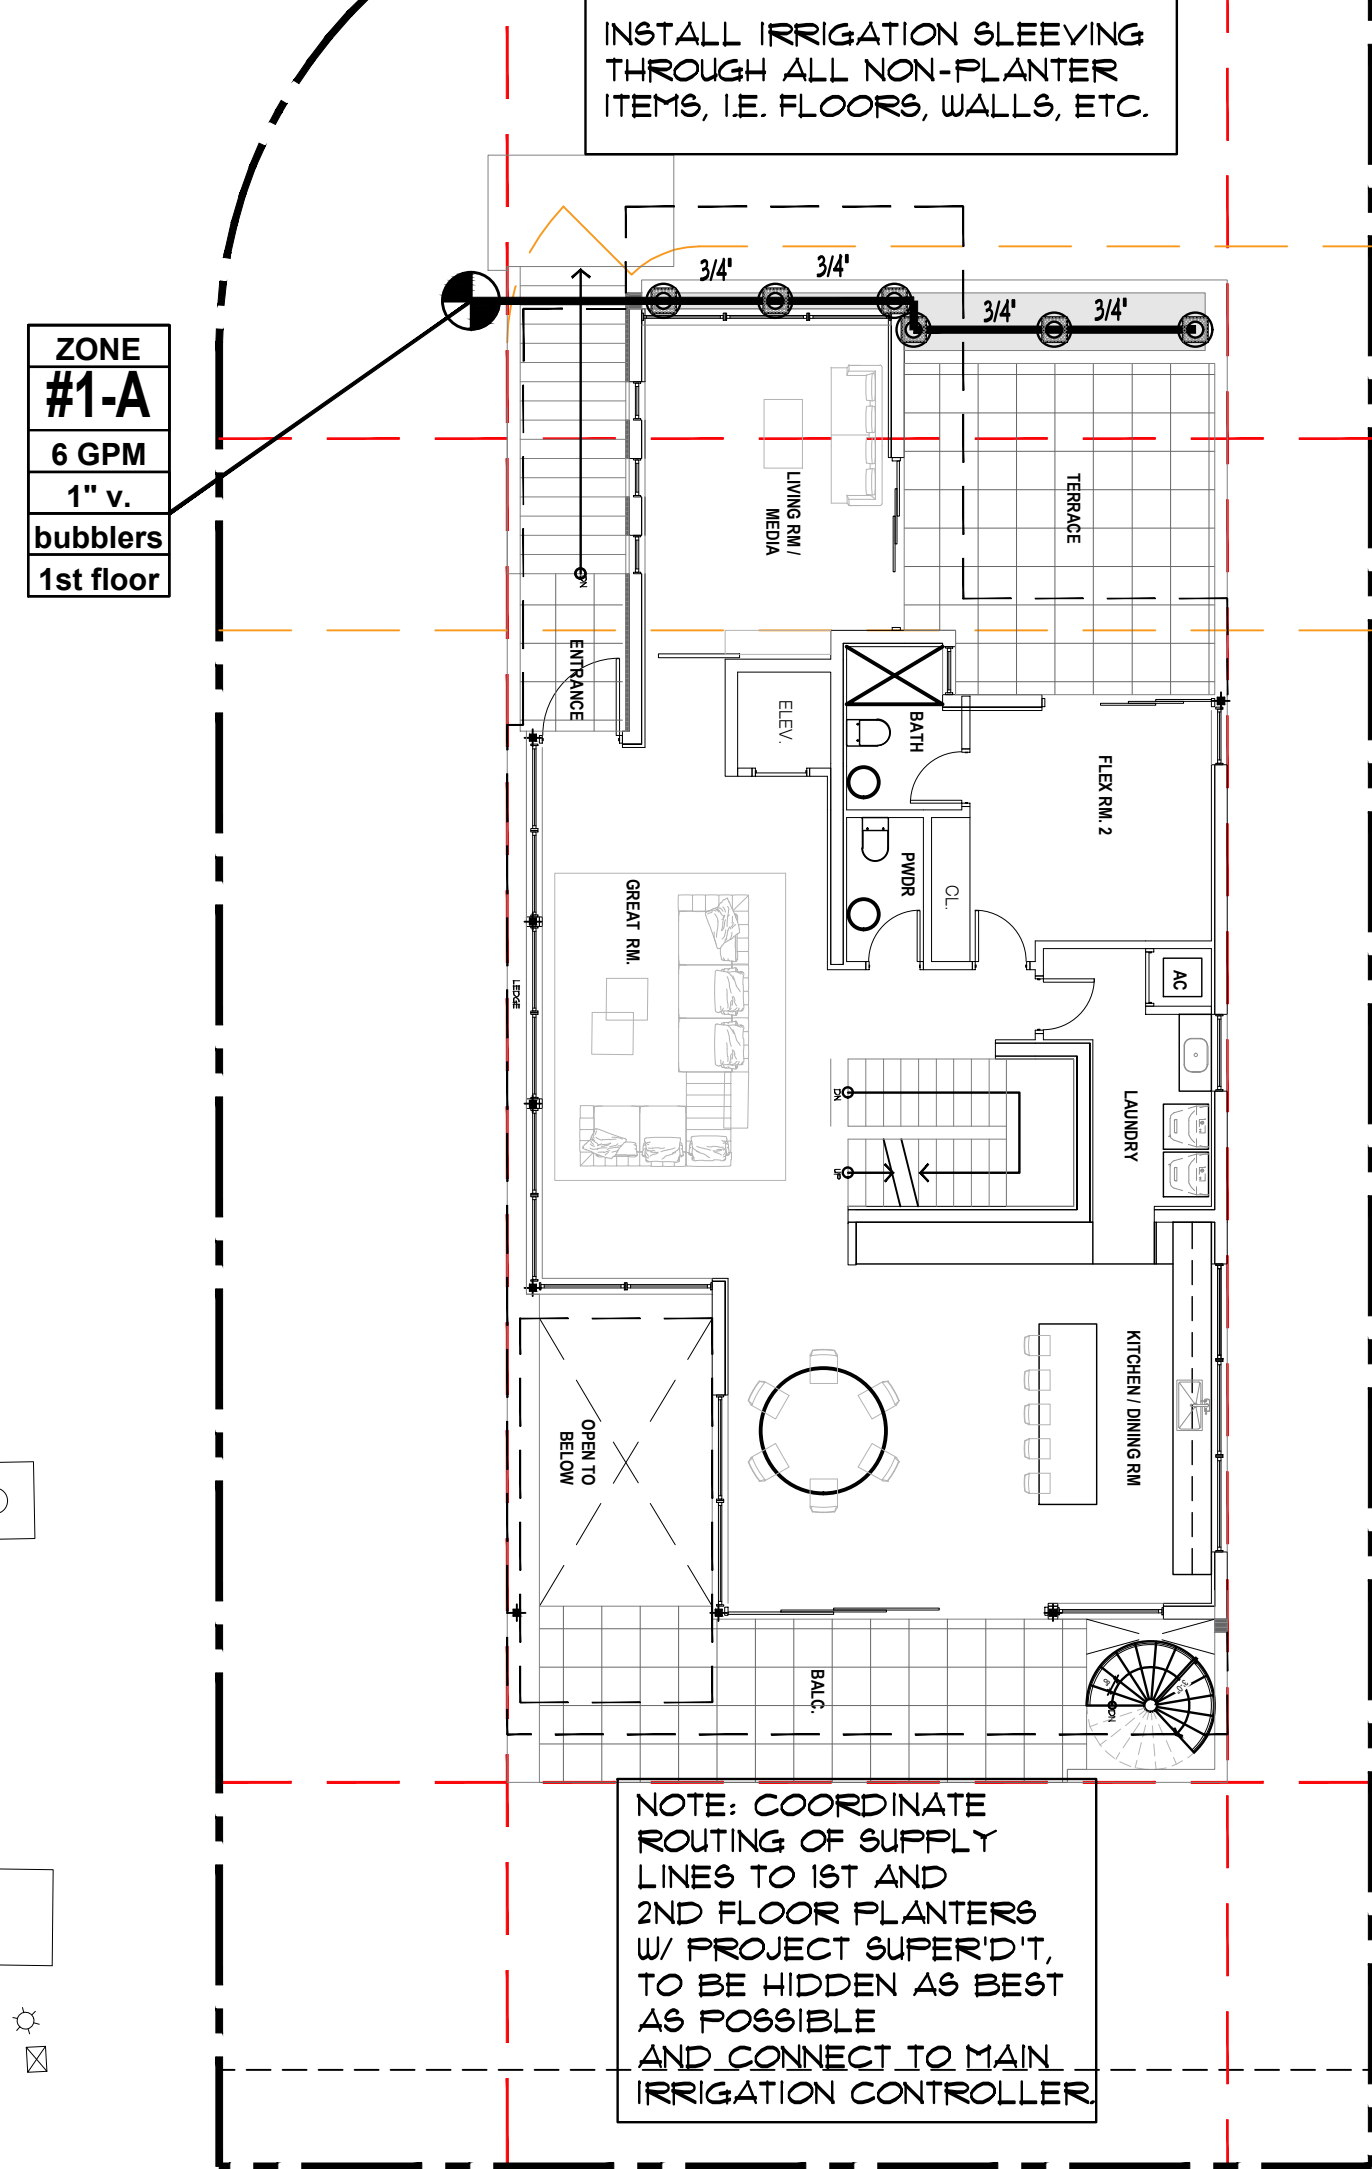 INSTALL IRRIGATION SLEEVING
THROUGH ALL NON-PLANTER
ITEMS, I.E. FLOORS, WALLS, ETC.
3/4"
3/4"
3/4"
3/4"
ZONE
#1-A
6 GPM
1" v.
bubblers
1st floor
LIVING RM /
MEDIA
TERRACE
DN.
ENTRANCE
ELEV.
BATH
FLEX RM. 2
PWDR
CL.
GREAT RM.
AC
LEDGE
DN.
UP
LAUNDRY
KITCHEN / DINING RM
OPEN TO
BELOW
BALC.
3'-0"
DN
NOTE: COORDINATE
ROUTING OF SUPPLY
LINES TO 1ST AND
2ND FLOOR PLANTERS
W/ PROJECT SUPER'D'T,
TO BE HIDDEN AS BEST
AS POSSIBLE
AND CONNECT TO MAIN
IRRIGATION CONTROLLER.